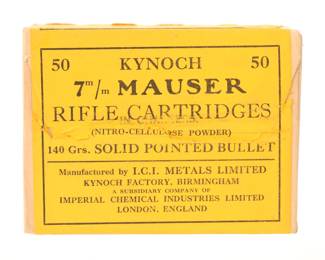 50 KYNOCH 50
7m/m MAUSER
RIFLE CARTRIDGES
(NITRO-CELLULOSE POWDER)
140 Grs. SOLID POINTED BULLET
Manufactured by I.C.I. METALS LIMITED
KYNOCH FACTORY, BIRMINGHAM
A SUBSIDIARY COMPANY OF
IMPERIAL CHEMICAL INDUSTRIES LIMITED
LONDON, ENGLAND